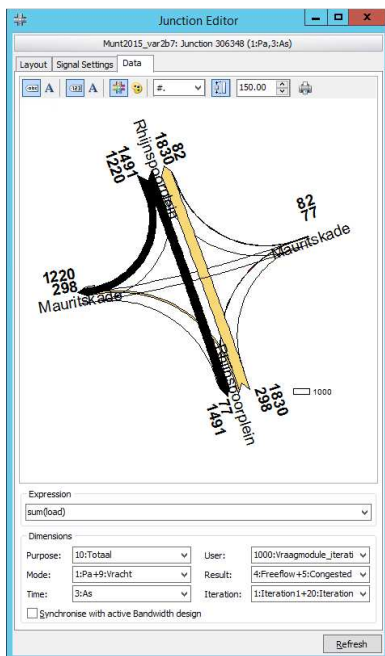 Junction Editor
Munt2015_var2b7: Junction 306348 (1:Pa,3:As)
Layout Signal Settings Data
abc A 123 A #. 150.00
Rhijnspoorplein
1830
82
1491
1220
82
77
Mauritskade
1220
298
Mauritskade
Rhijnspoorplein
77
1491
1830
298
1000
Expression
sum(load)
Dimensions
Purpose: 10:Totaal User: 1000:Vraagmodule_iterati
Mode: 1:Pa+9:Vracht Result: 4:Freeflow+5:Congested
Time: 3:As Iteration: 1:Iteration1+20:Iteration
Synchronise with active Bandwidth design
Refresh